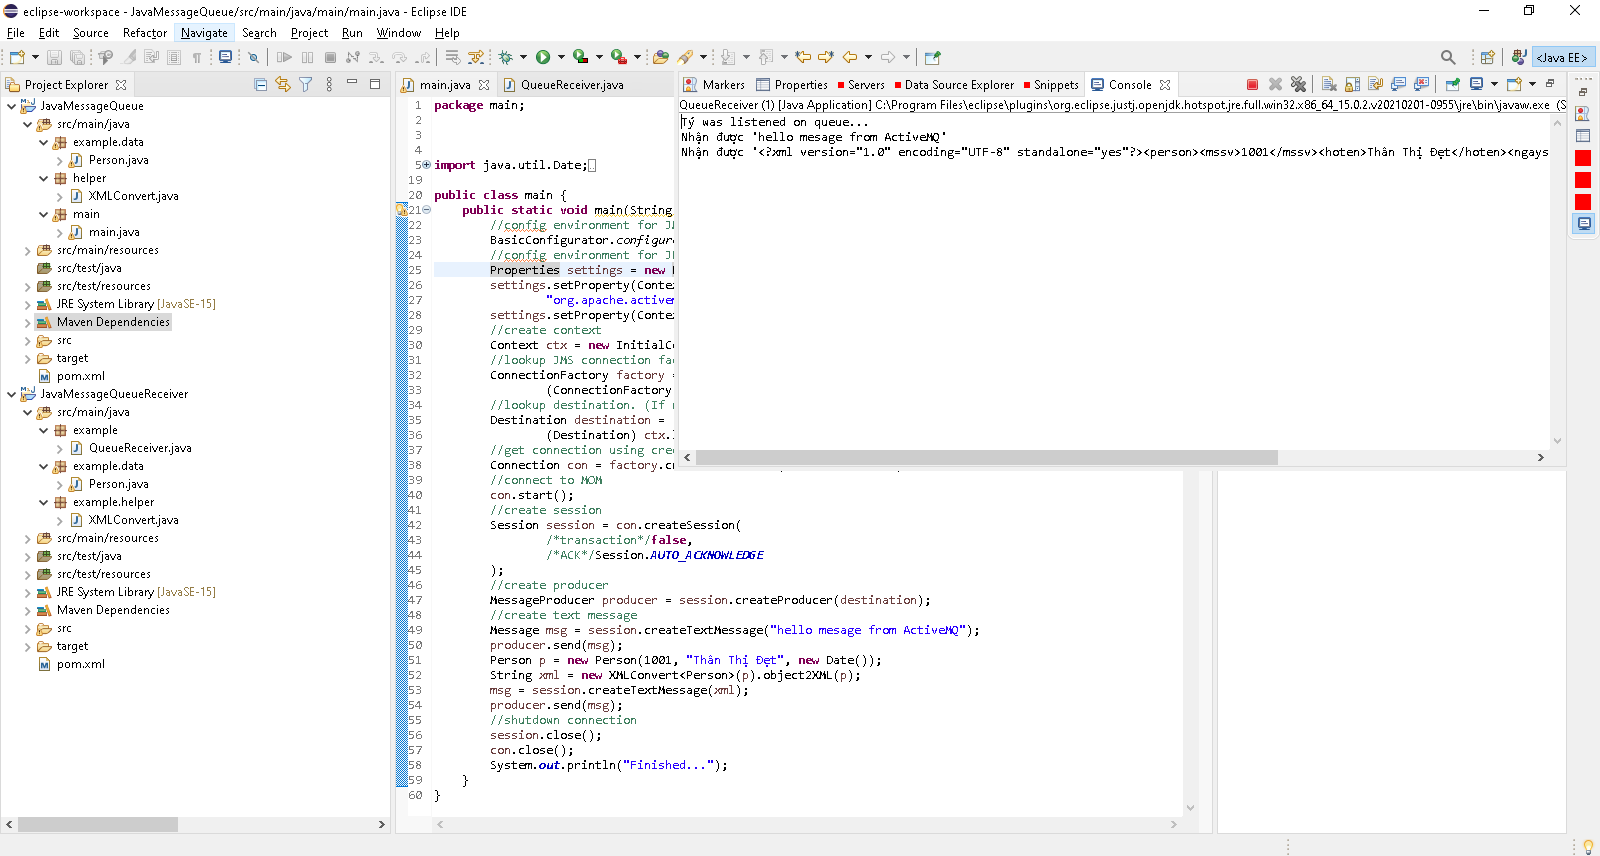 eclipse-workspace - JavaMessageQueue/src/main/java/main/main.java - Eclipse IDE
File Edit Source Refactor Navigate Search Project Run Window Help
<Java EE>
Project Explorer
JavaMessageQueue
src/main/java
example.data
Person.java
helper
XMLConvert.java
main
main.java
src/main/resources
src/test/java
src/test/resources
JRE System Library [JavaSE-15]
Maven Dependencies
src
target
pom.xml
JavaMessageQueueReceiver
src/main/java
example
QueueReceiver.java
example.data
Person.java
example.helper
XMLConvert.java
src/main/resources
src/test/java
src/test/resources
JRE System Library [JavaSE-15]
Maven Dependencies
src
target
pom.xml
main.java QueueReceiver.java
1 package main;
2
3
4
5 import java.util.Date;
19
20 public class main {
21 public static void main(String
22 //config environment for J
23 BasicConfigurator.configur
24 //config environment for J
25 Properties settings = new
26 settings.setProperty(Conte
27 "org.apache.active
28 settings.setProperty(Conte
29 //create context
30 Context ctx = new InitialCo
31 //lookup JMS connection fac
32 ConnectionFactory factory =
33 (ConnectionFactory
34 //lookup destination. (If
35 Destination destination =
36 (Destination) ctx.
37 //get connection using cre
38 Connection con = factory.cr
39 //connect to MOM
40 con.start();
41 //create session
42 Session session = con.createSession(
43 /*transaction*/false,
44 /*ACK*/Session.AUTO_ACKNOWLEDGE
45 );
46 //create producer
47 MessageProducer producer = session.createProducer(destination);
48 //create text message
49 Message msg = session.createTextMessage("hello mesage from ActiveMQ");
50 producer.send(msg);
51 Person p = new Person(1001, "Thân Thị Đẹt", new Date());
52 String xml = new XMLConvert<Person>(p).object2XML(p);
53 msg = session.createTextMessage(xml);
54 producer.send(msg);
55 //shutdown connection
56 session.close();
57 con.close();
58 System.out.println("Finished...");
59 }
60 }
Markers Properties Servers Data Source Explorer Snippets Console
QueueReceiver (1) [Java Application] C:\Program Files\eclipse\plugins\org.eclipse.justj.openjdk.hotspot.jre.full.win32.x86_64_15.0.2.v20210201-0955\jre\bin\javaw.exe (S
Tý was listened on queue...
Nhận được 'hello mesage from ActiveMQ'
Nhận được '<?xml version="1.0" encoding="UTF-8" standalone="yes"?><person><mssv>1001</mssv><hoten>Thân Thị Đẹt</hoten><ngays